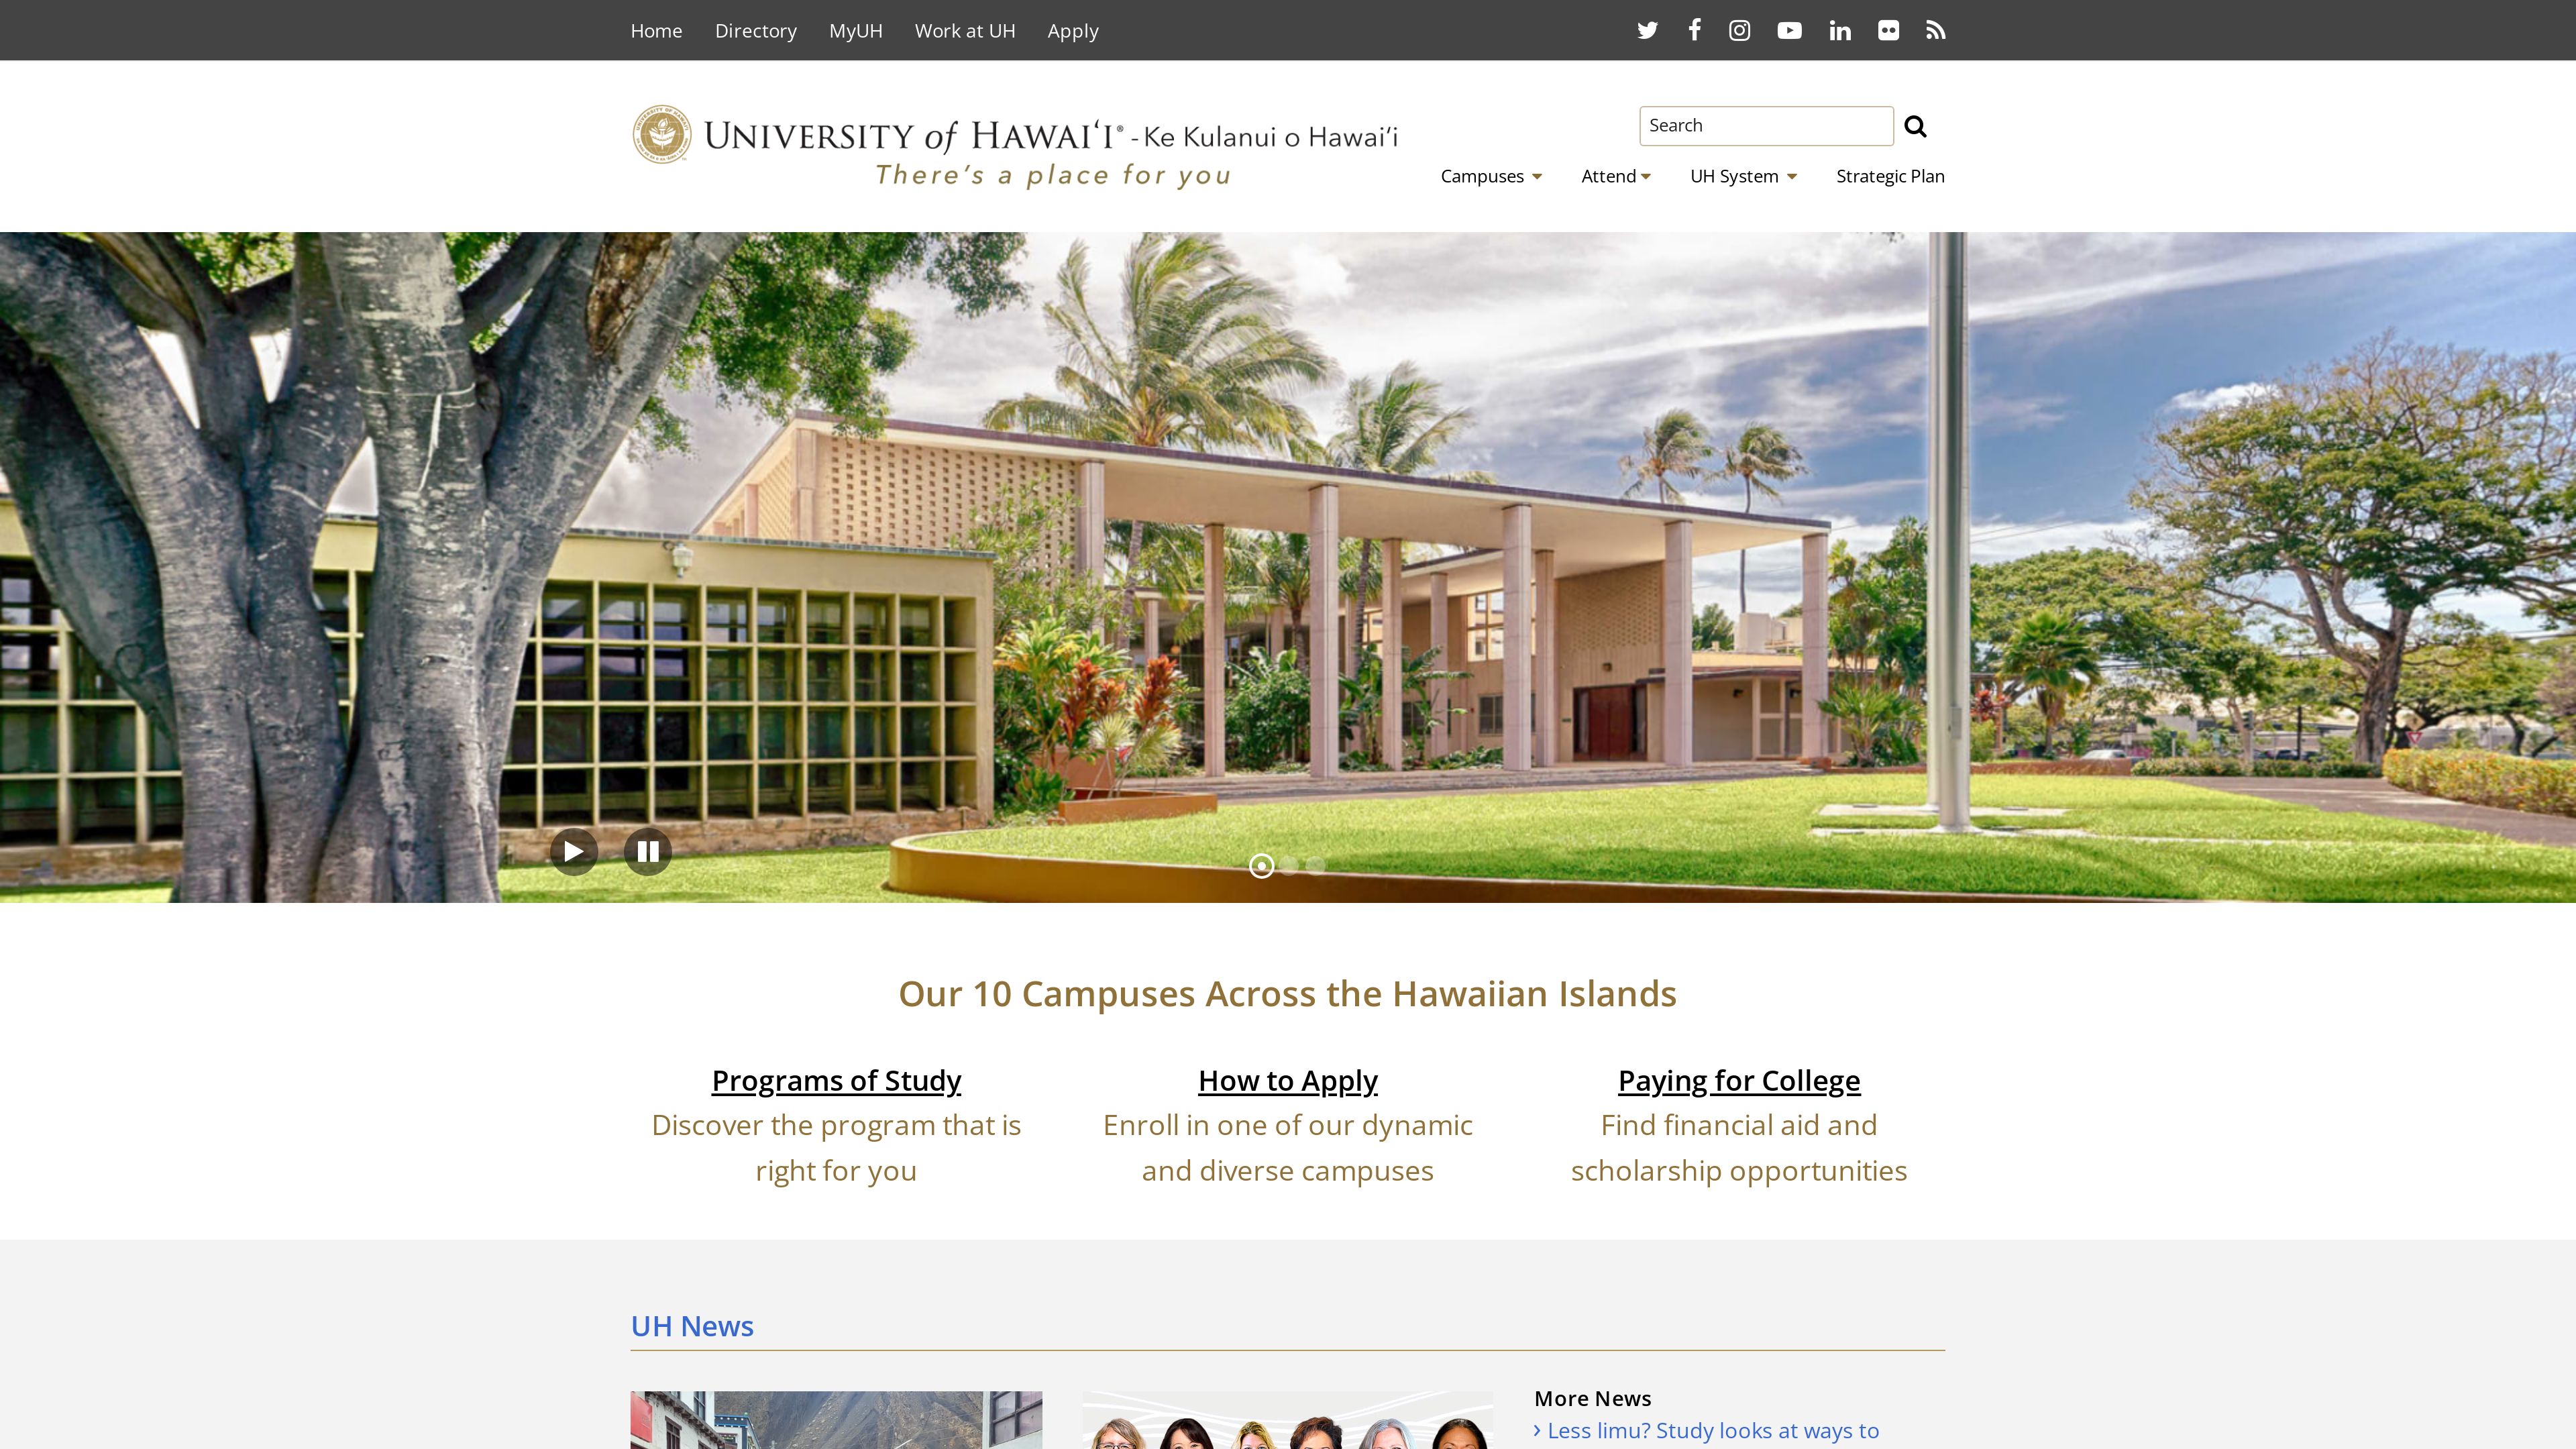 Home Directory MyUH Work at UH Apply
Search
UNIVERSITY of HAWAIʻI® - Ke Kulanui o Hawaiʻi
There's a place for you
Campuses Attend UH System Strategic Plan
Our 10 Campuses Across the Hawaiian Islands
Programs of Study
Discover the program that is
right for you
How to Apply
Enroll in one of our dynamic
and diverse campuses
Paying for College
Find financial aid and
scholarship opportunities
UH News
More News
Less limu? Study looks at ways to